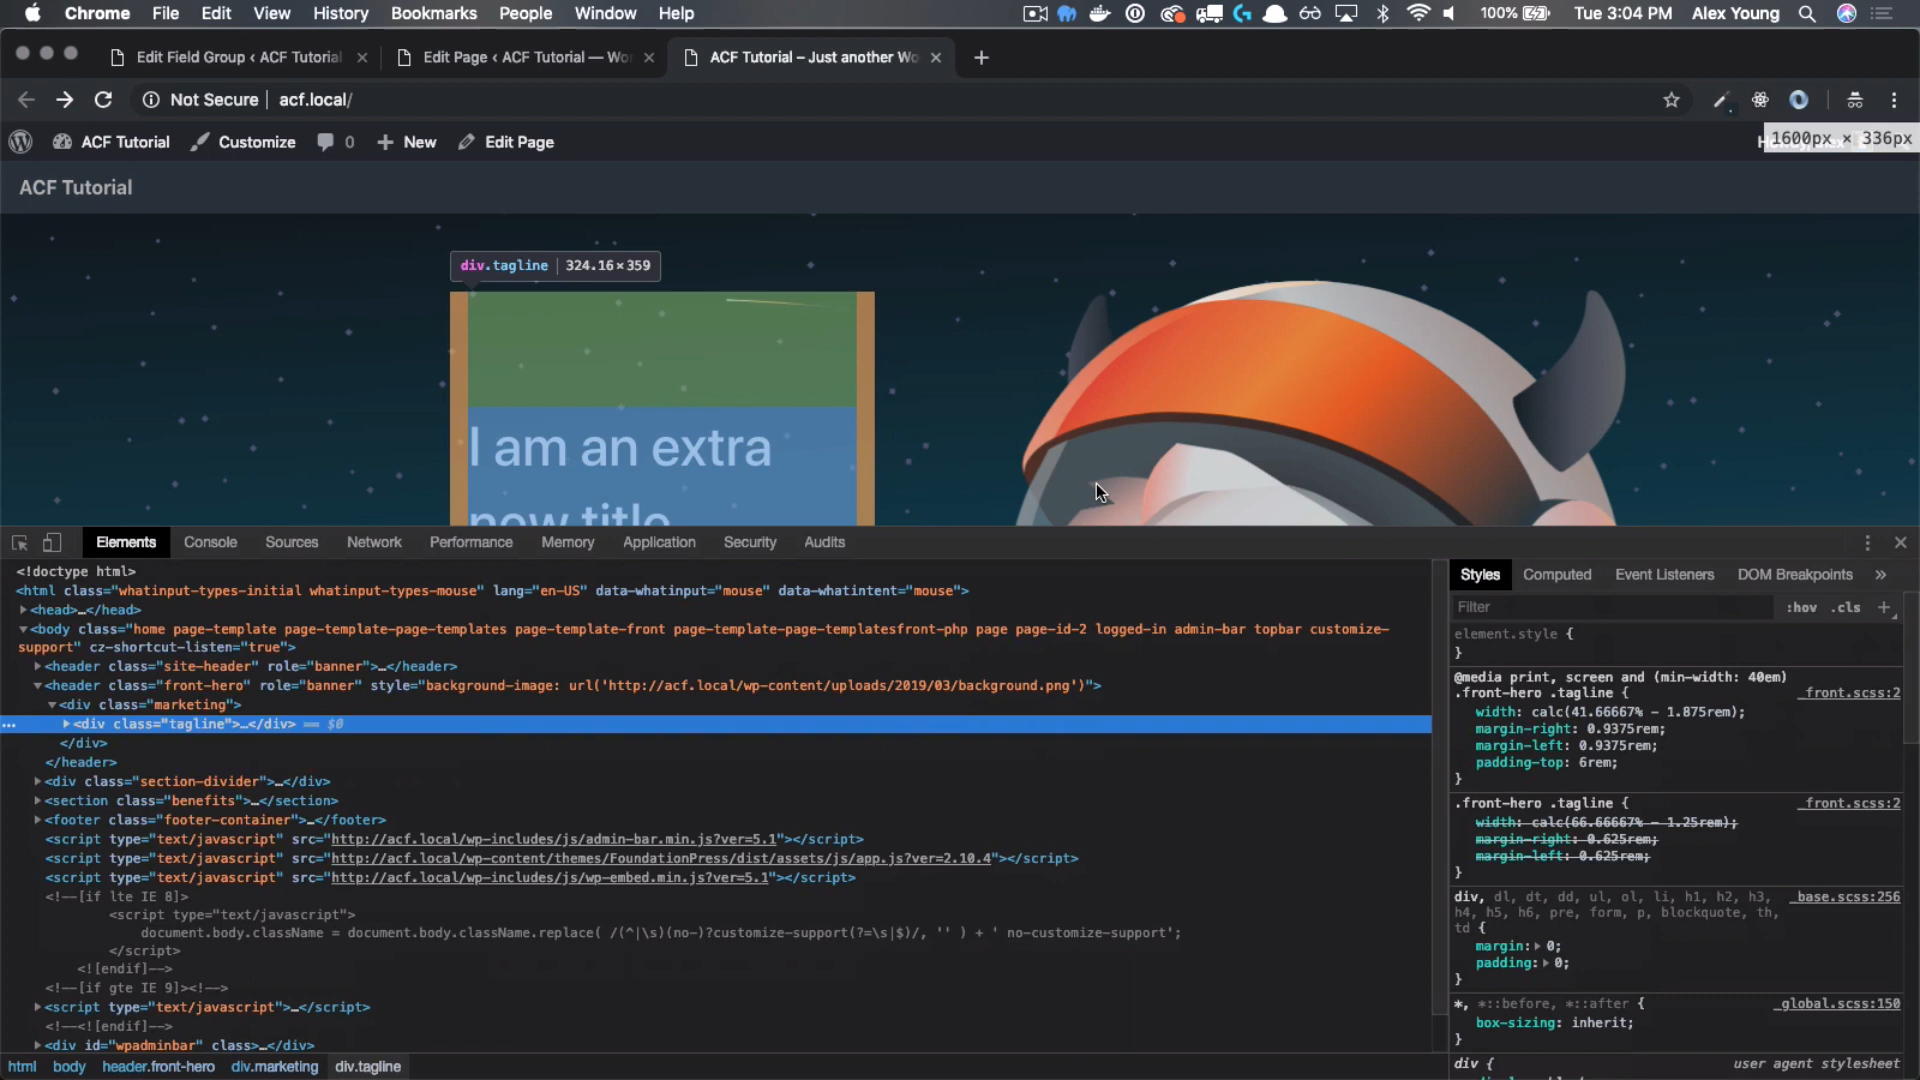 Chrome File Edit View History Bookmarks People Window Help 100% Tue 3:04 PM Alex Young
Edit Field Group ‹ ACF Tutorial Edit Page ‹ ACF Tutorial — Wor ACF Tutorial – Just another Wo
Not Secure acf.local/
ACF Tutorial Customize 0 New Edit Page
1600px × 336px
ACF Tutorial
div.tagline 324.16×359
I am an extra
new title
Elements Console Sources Network Performance Memory Application Security Audits
<!doctype html>
<html class="whatinput-types-initial whatinput-types-mouse" lang="en-US" data-whatinput="mouse" data-whatintent="mouse">
<head>…</head>
<body class="home page-template page-template-page-templates page-template-front page-template-page-templatesfront-php page page-id-2 logged-in admin-bar topbar customize-
support" cz-shortcut-listen="true">
<header class="site-header" role="banner">…</header>
<header class="front-hero" role="banner" style="background-image: url('http://acf.local/wp-content/uploads/2019/03/background.png')">
<div class="marketing">
… <div class="tagline">…</div> == $0
</div>
</header>
<div class="section-divider">…</div>
<section class="benefits">…</section>
<footer class="footer-container">…</footer>
<script type="text/javascript" src="http://acf.local/wp-includes/js/admin-bar.min.js?ver=5.1"></script>
<script type="text/javascript" src="http://acf.local/wp-content/themes/FoundationPress/dist/assets/js/app.js?ver=2.10.4"></script>
<script type="text/javascript" src="http://acf.local/wp-includes/js/wp-embed.min.js?ver=5.1"></script>
<!--[if lte IE 8]>
<script type="text/javascript">
document.body.className = document.body.className.replace( /(^|\s)(no-)?customize-support(?=\s|$)/, '' ) + ' no-customize-support';
</script>
<![endif]-->
<!--[if gte IE 9]><!-->
<script type="text/javascript">…</script>
<!--<![endif]-->
<div id="wpadminbar" class>…</div>
html body header.front-hero div.marketing div.tagline
Styles Computed Event Listeners DOM Breakpoints »
Filter :hov .cls +
element.style {
}
@media print, screen and (min-width: 40em)
.front-hero .tagline { _front.scss:2
width: calc(41.66667% - 1.875rem);
margin-right: 0.9375rem;
margin-left: 0.9375rem;
padding-top: 6rem;
}
.front-hero .tagline { _front.scss:2
width: calc(66.66667% - 1.25rem);
margin-right: 0.625rem;
margin-left: 0.625rem;
}
div, dl, dt, dd, ul, ol, li, h1, h2, h3, _base.scss:256
h4, h5, h6, pre, form, p, blockquote, th,
td {
margin: 0;
padding: 0;
}
*, *::before, *::after { _global.scss:150
box-sizing: inherit;
}
div { user agent stylesheet